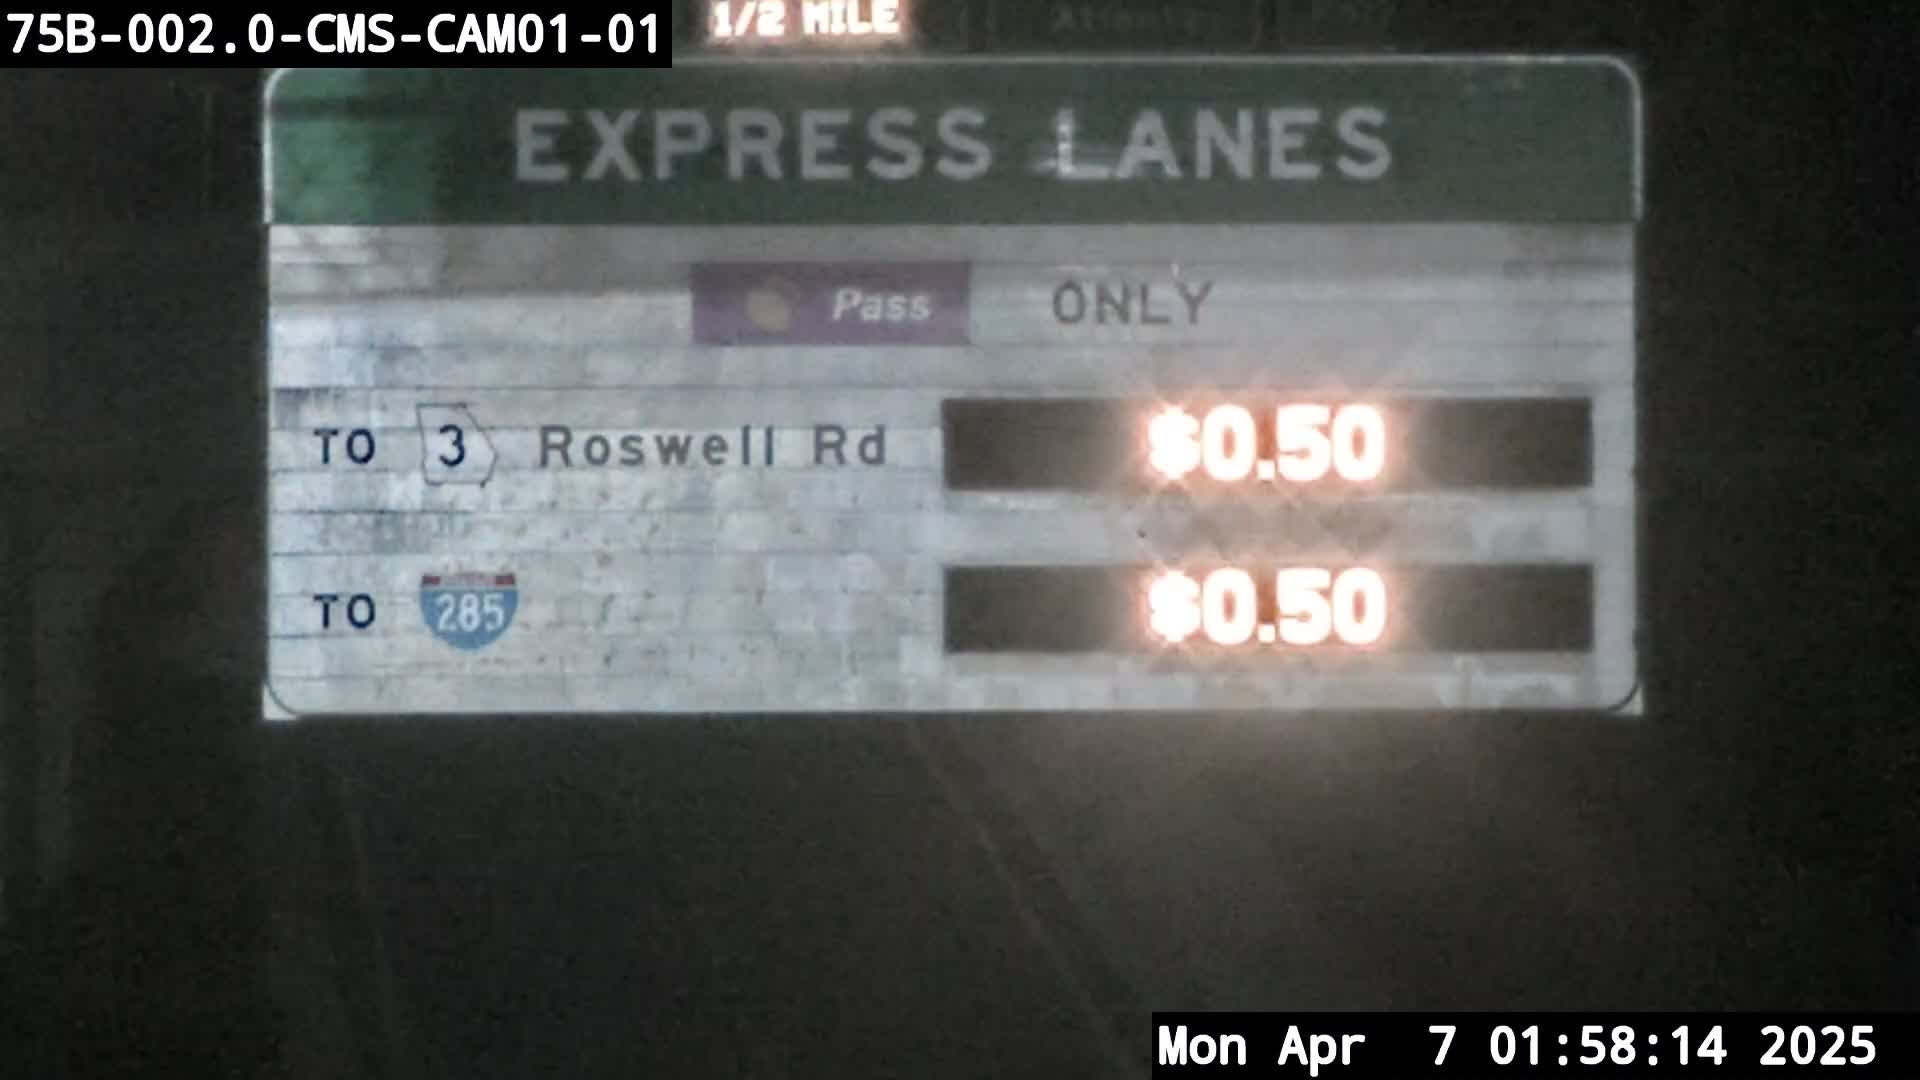 75B-002.0-CMS-CAM01-01
1/2 MILE
EXPRESS LANES
Pass ONLY
TO 3 Roswell Rd $0.50
TO 285 $0.50
Mon Apr 7 01:58:14 2025